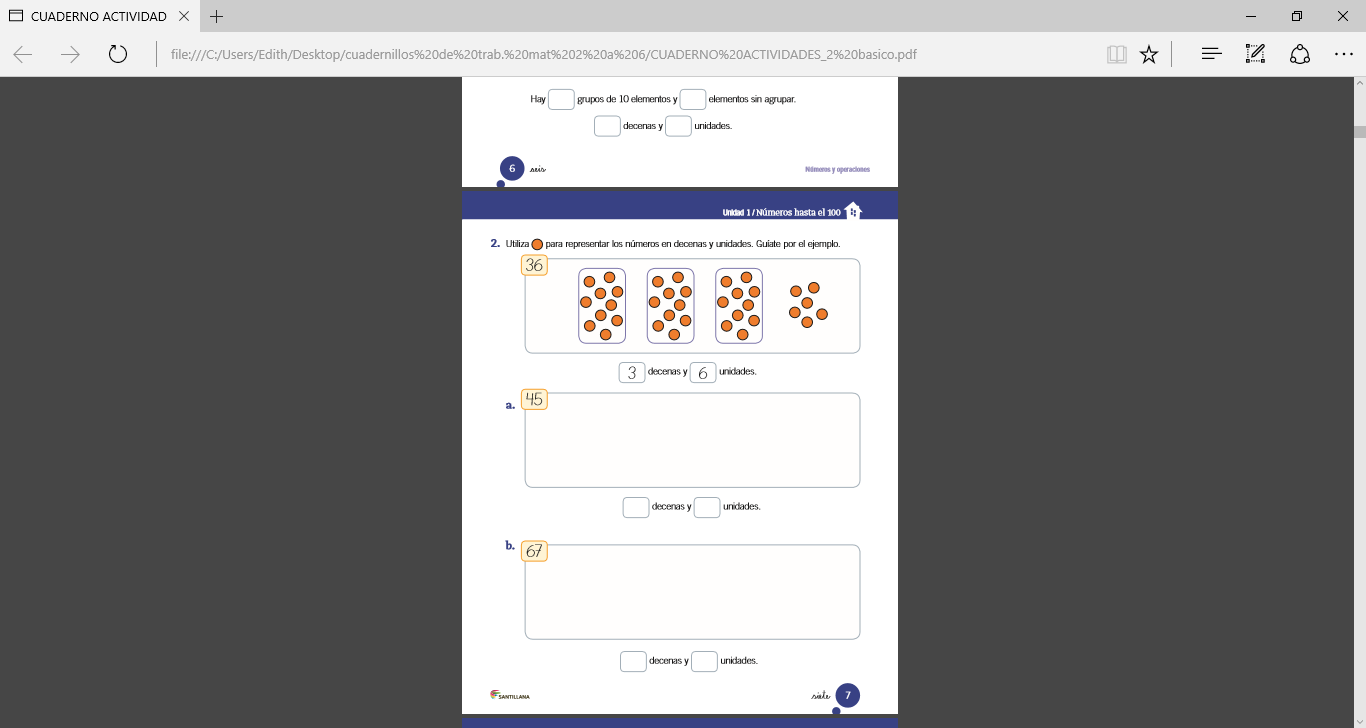 CUADERNO ACTIVIDAD
file:///C:/Users/Edith/Desktop/cuadernillos%20de%20trab.%20mat%202%20a%206/CUADERNO%20ACTIVIDADES_2%20basico.pdf
Hay grupos de 10 elementos y elementos sin agrupar.
decenas y unidades.
6 seis
Números y operaciones
Unidad 1 / Números hasta el 100
2. Utiliza para representar los números en decenas y unidades. Guíate por el ejemplo.
36
3 decenas y 6 unidades.
a. 45
decenas y unidades.
b. 67
decenas y unidades.
SANTILLANA
siete 7